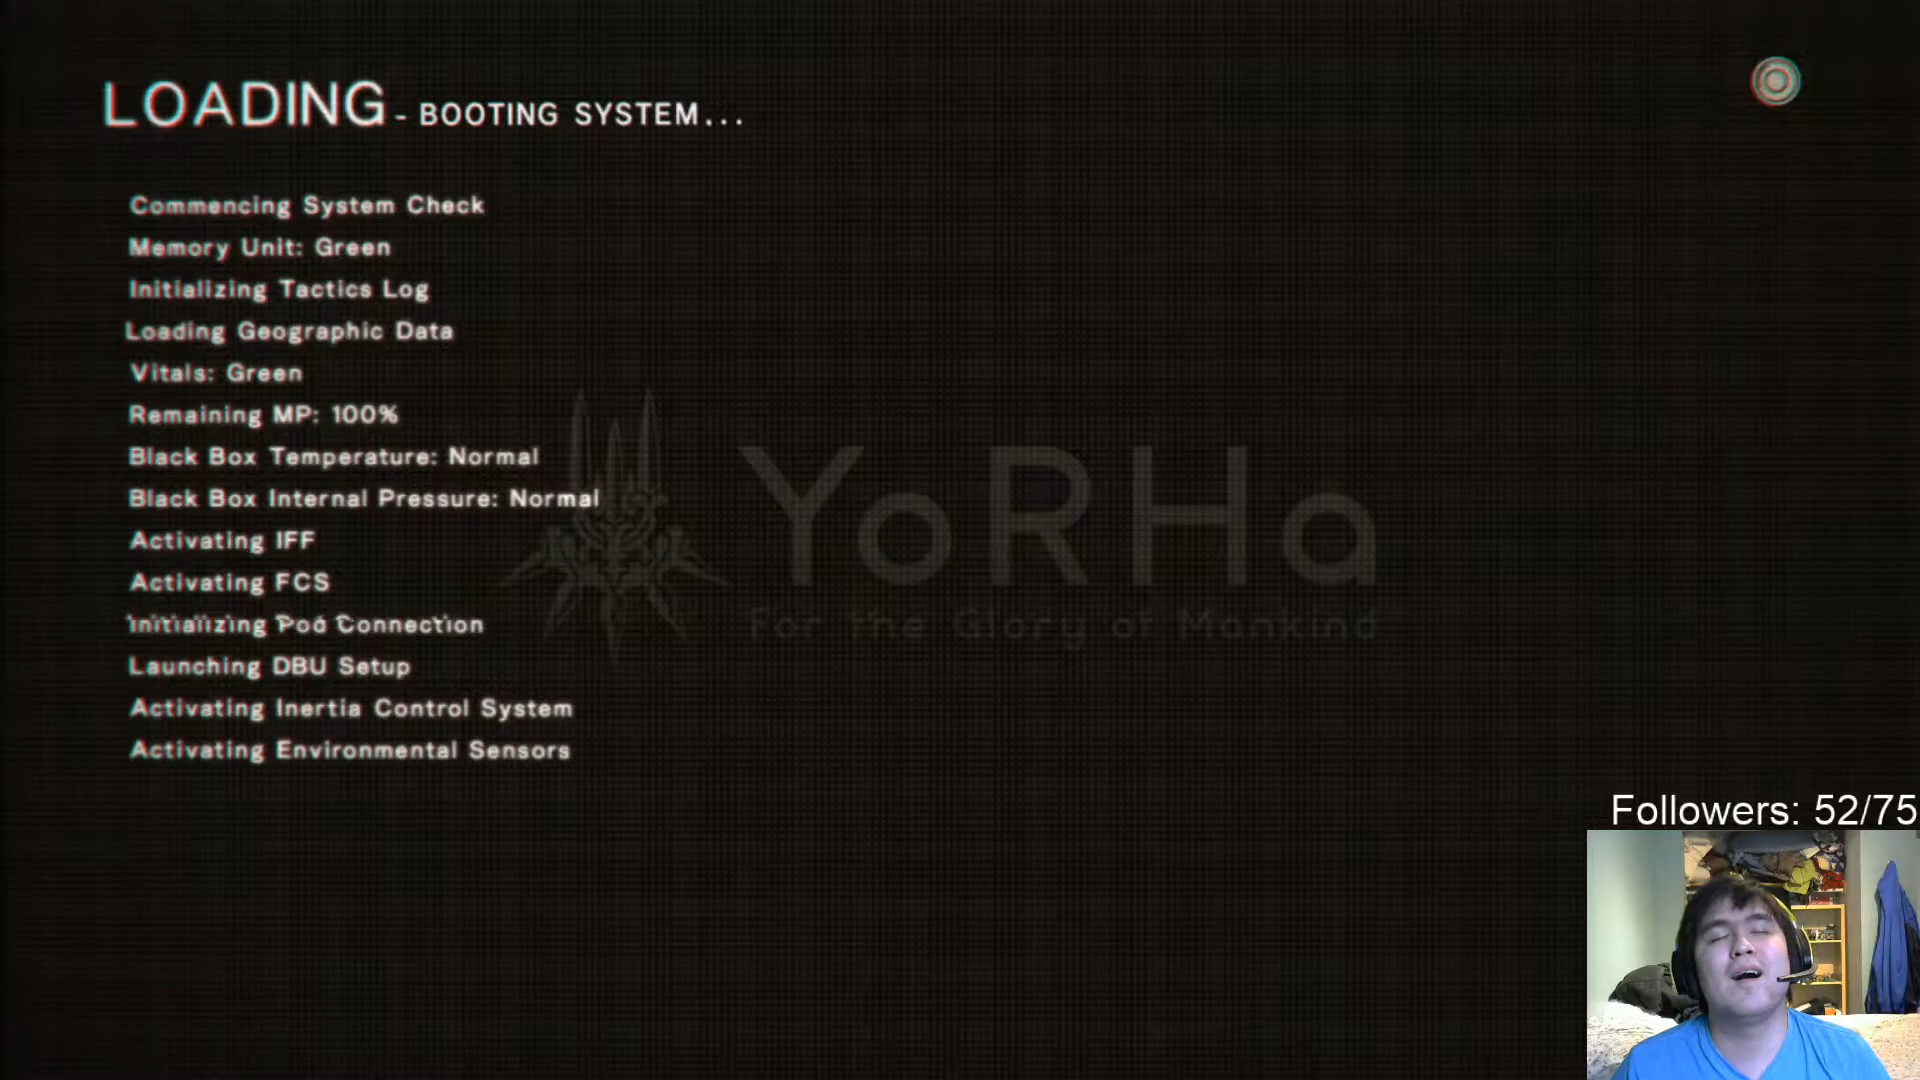 LOADING - BOOTING SYSTEM...
Commencing System Check
Memory Unit: Green
Initializing Tactics Log
Loading Geographic Data
Vitals: Green
Remaining MP: 100%
Black Box Temperature: Normal
Black Box Internal Pressure: Normal
Activating IFF
Activating FCS
Initializing Pod Connection
Launching DBU Setup
Activating Inertia Control System
Activating Environmental Sensors
YoRHa
For the Glory of Mankind
Followers: 52/75